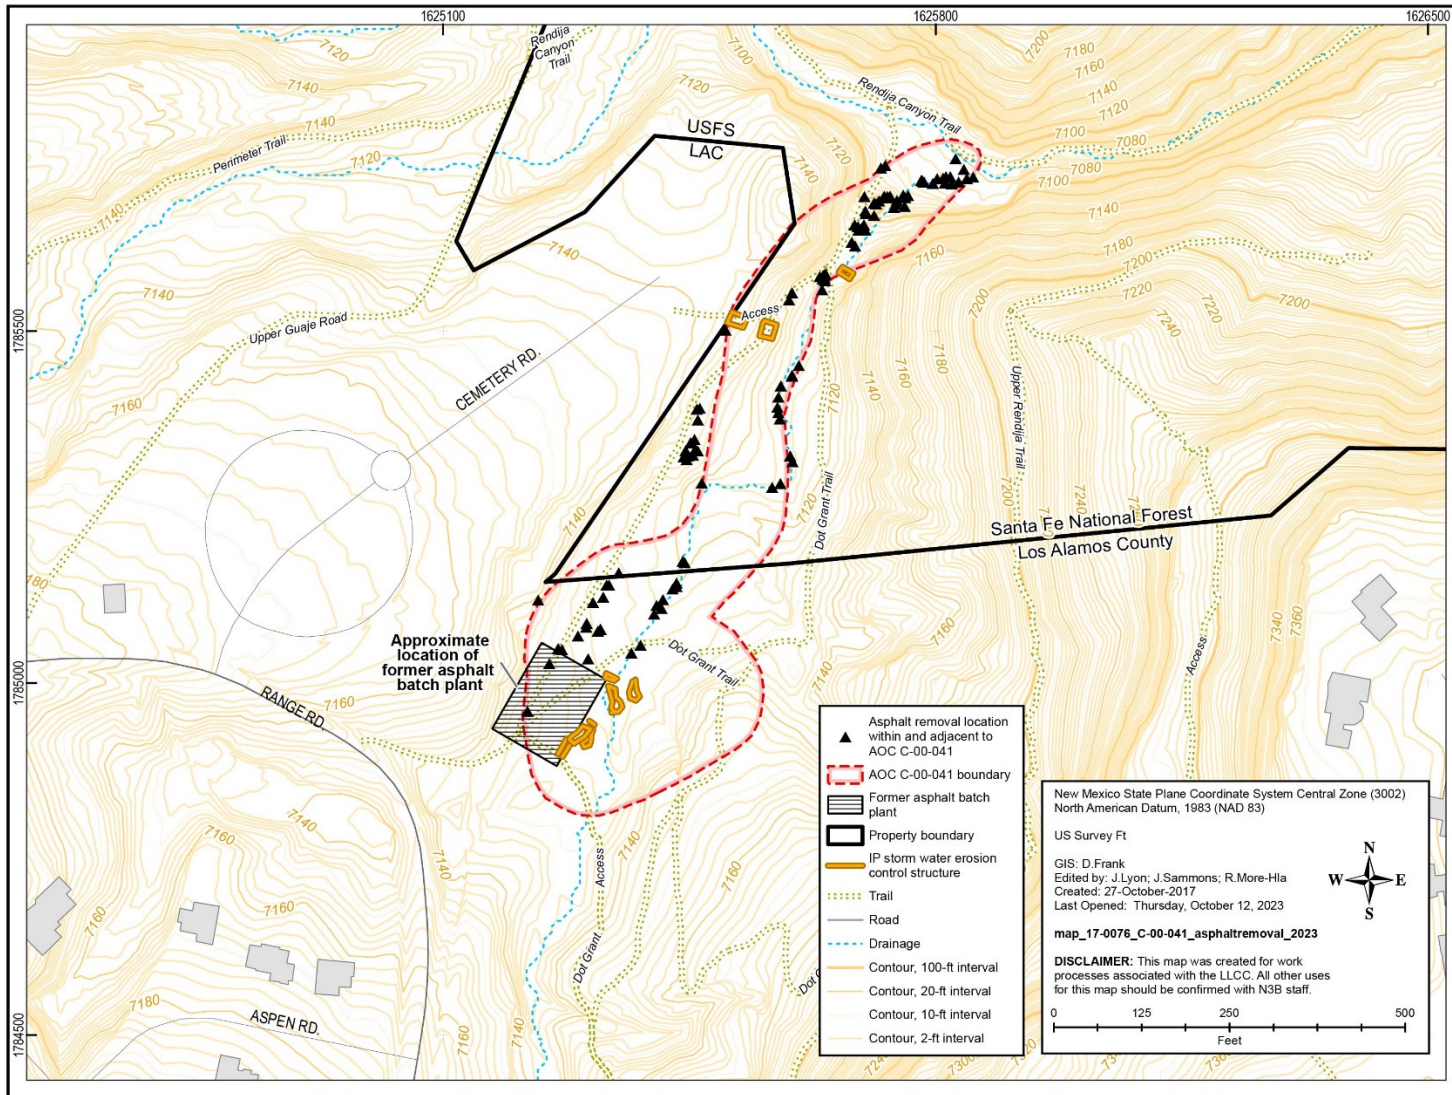 1625100
1625800
1626500
1785500
1785000
1784500
Rendija
Canyon
Trail
7120
7140
7140
Perimeter Trail
7120
7140
7140
Upper Guaje Road
7160
7180
USFS
LAC
7100
7120
7140
Rendija Canyon Trail
7200
7180
7160
7140
7120
7100
7080
7080
7100
7140
7160
7180
7200
7220
7200
7200
7220
7240
7180
7160
7140
7120
Access
CEMETERY RD.
7140
7140
Dot Grant Trail
7120
Upper Rendija Trail
7200
7240
7240
Santa Fe National Forest
Los Alamos County
7160
7340
7360
Access
Approximate
location of
former asphalt
batch plant
Dot Grant Trail
7140
RANGE RD.
7160
7140
7160
7140
7160
7160
7180
ASPEN RD.
7140
7140
7160
Access
Dot Grant
7140
7300
7320
7360
Asphalt removal location
within and adjacent to
AOC C-00-041
AOC C-00-041 boundary
Former asphalt batch
plant
Property boundary
IP storm water erosion
control structure
Trail
Road
Drainage
Contour, 100-ft interval
Contour, 20-ft interval
Contour, 10-ft interval
Contour, 2-ft interval
New Mexico State Plane Coordinate System Central Zone (3002)
North American Datum, 1983 (NAD 83)
US Survey Ft
GIS: D.Frank
Edited by: J.Lyon; J.Sammons; R.More-Hla
Created: 27-October-2017
Last Opened: Thursday, October 12, 2023
N
W E
S
map_17-0076_C-00-041_asphaltremoval_2023
DISCLAIMER: This map was created for work
processes associated with the LLCC. All other uses
for this map should be confirmed with N3B staff.
0 125 250 500
Feet